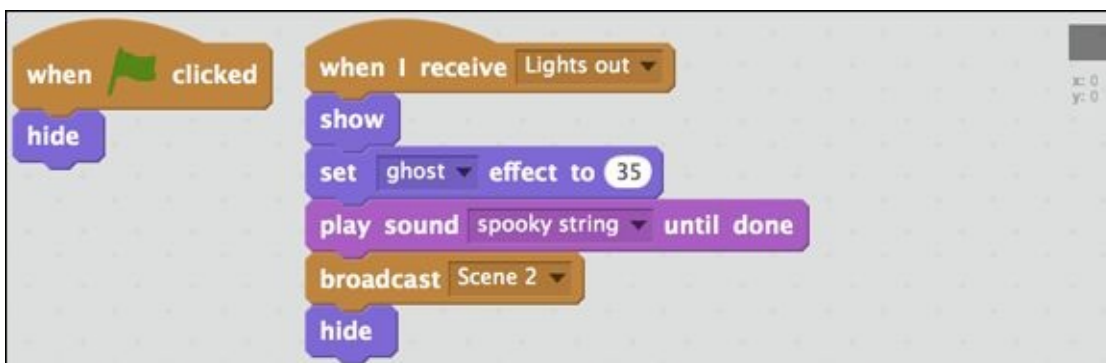 when clicked
hide
when I receive Lights out
show
set ghost effect to 35
play sound spooky string until done
broadcast Scene 2
hide
x: 0
y: 0